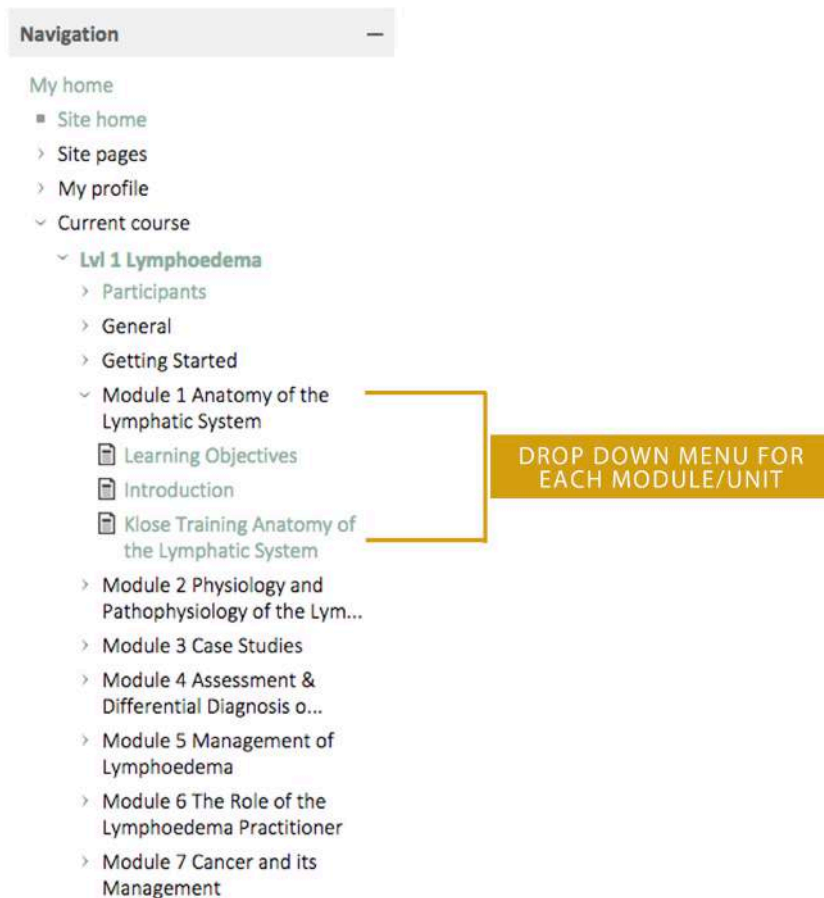 Navigation
My home
Site home
Site pages
My profile
Current course
Lvl 1 Lymphoedema
Participants
General
Getting Started
Module 1 Anatomy of the
Lymphatic System
Learning Objectives
Introduction
Klose Training Anatomy of
the Lymphatic System
DROP DOWN MENU FOR
EACH MODULE/UNIT
Module 2 Physiology and
Pathophysiology of the Lym...
Module 3 Case Studies
Module 4 Assessment &
Differential Diagnosis o...
Module 5 Management of
Lymphoedema
Module 6 The Role of the
Lymphoedema Practitioner
Module 7 Cancer and its
Management